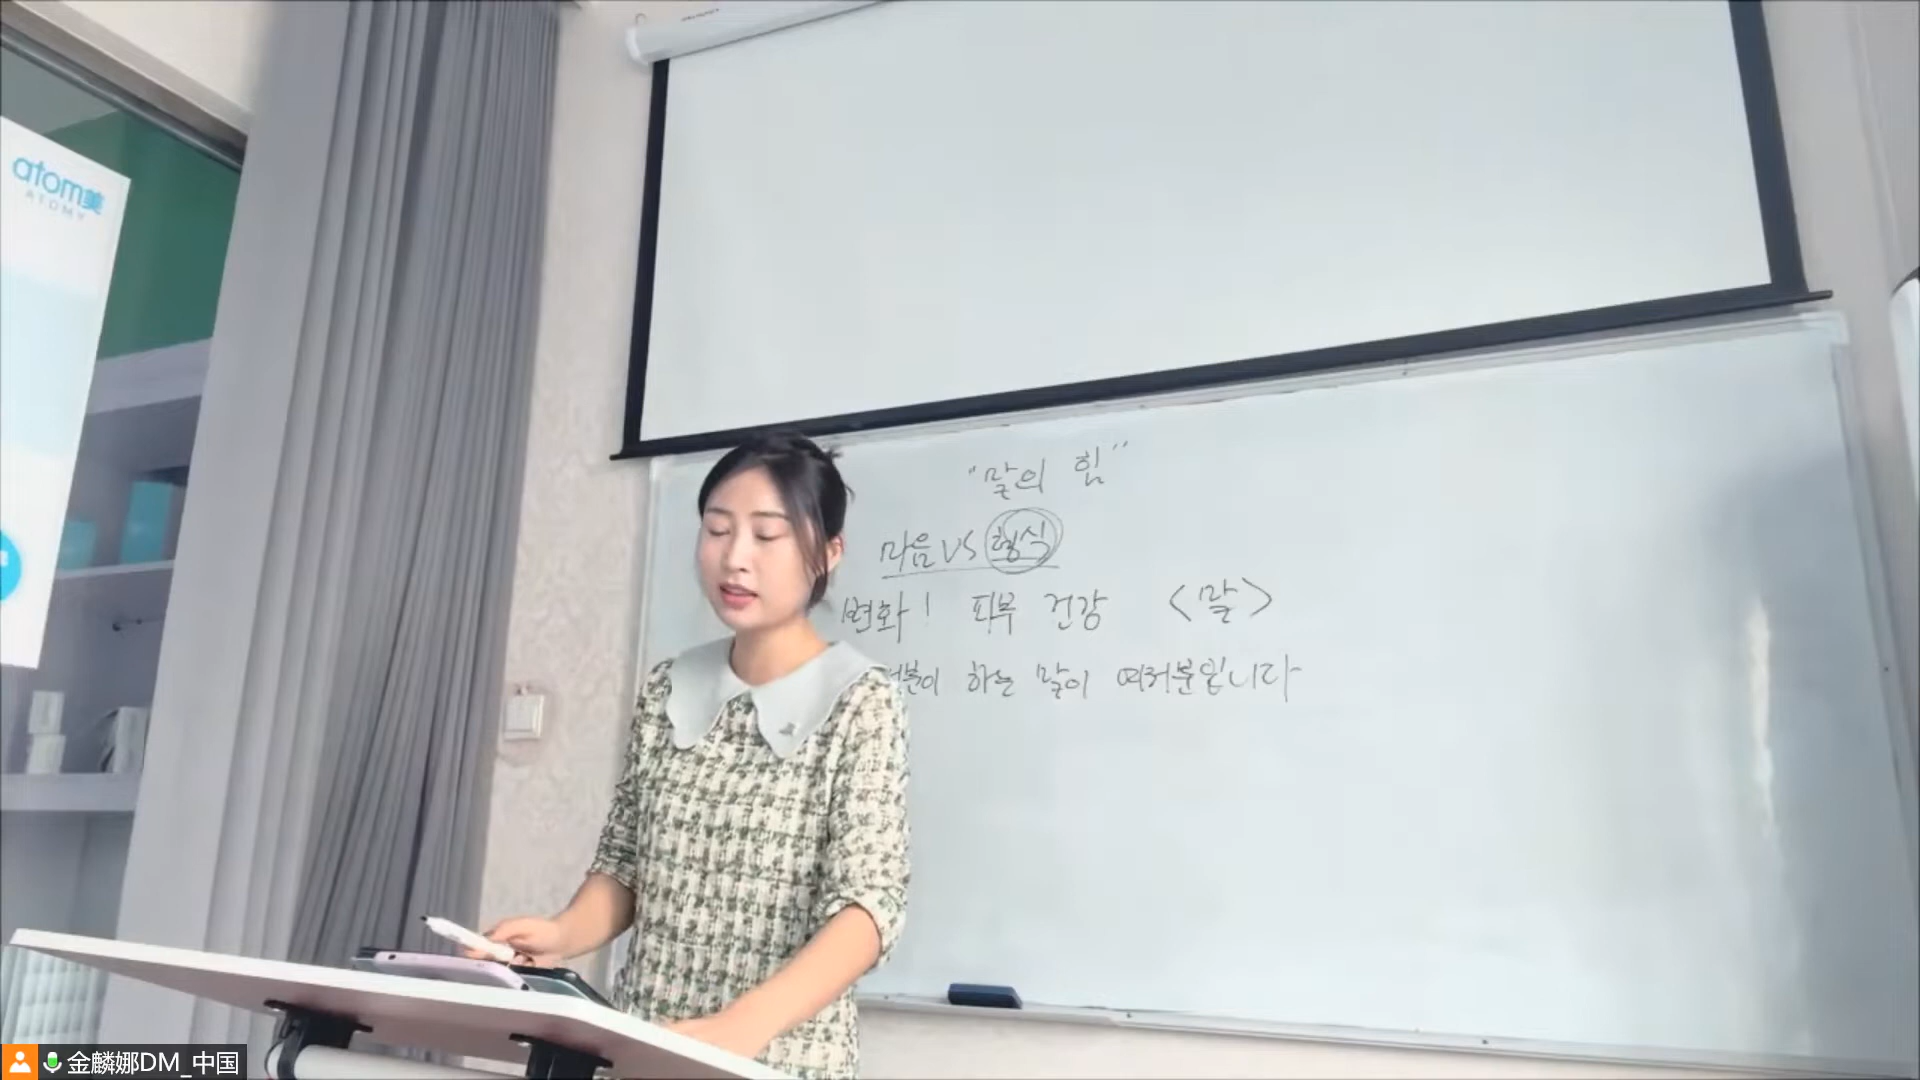 atom美
ATOMY
"말의 힘"
마음 VS 형식
변화! 피부 건강 <말>
하는 말이 여러분입니다
金麟娜DM_中国